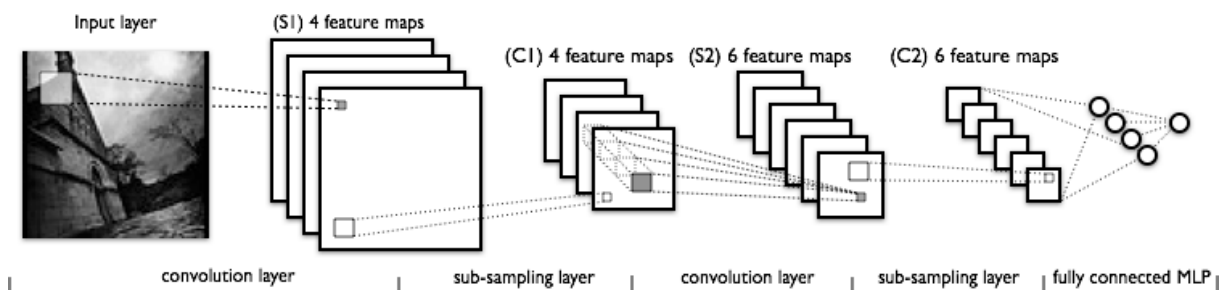 Input layer
(S1) 4 feature maps
(C1) 4 feature maps
(S2) 6 feature maps
(C2) 6 feature maps
convolution layer
sub-sampling layer
convolution layer
sub-sampling layer
fully connected MLP